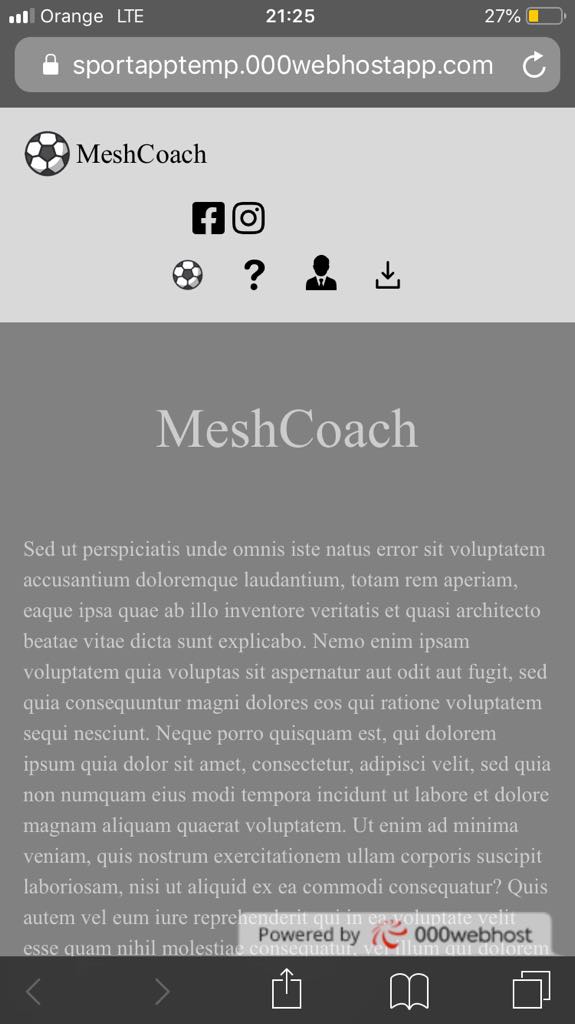 Orange LTE 21:25 27%
sportapptemp.000webhostapp.com
MeshCoach
?
MeshCoach
Sed ut perspiciatis unde omnis iste natus error sit voluptatem
accusantium doloremque laudantium, totam rem aperiam,
eaque ipsa quae ab illo inventore veritatis et quasi architecto
beatae vitae dicta sunt explicabo. Nemo enim ipsam
voluptatem quia voluptas sit aspernatur aut odit aut fugit, sed
quia consequuntur magni dolores eos qui ratione voluptatem
sequi nesciunt. Neque porro quisquam est, qui dolorem
ipsum quia dolor sit amet, consectetur, adipisci velit, sed quia
non numquam eius modi tempora incidunt ut labore et dolore
magnam aliquam quaerat voluptatem. Ut enim ad minima
veniam, quis nostrum exercitationem ullam corporis suscipit
laboriosam, nisi ut aliquid ex ea commodi consequatur? Quis
autem vel eum iure reprehenderit qui in ea voluptate velit
esse quam nihil molestiae consequatur, vel illum qui dolorem
Powered by 000webhost